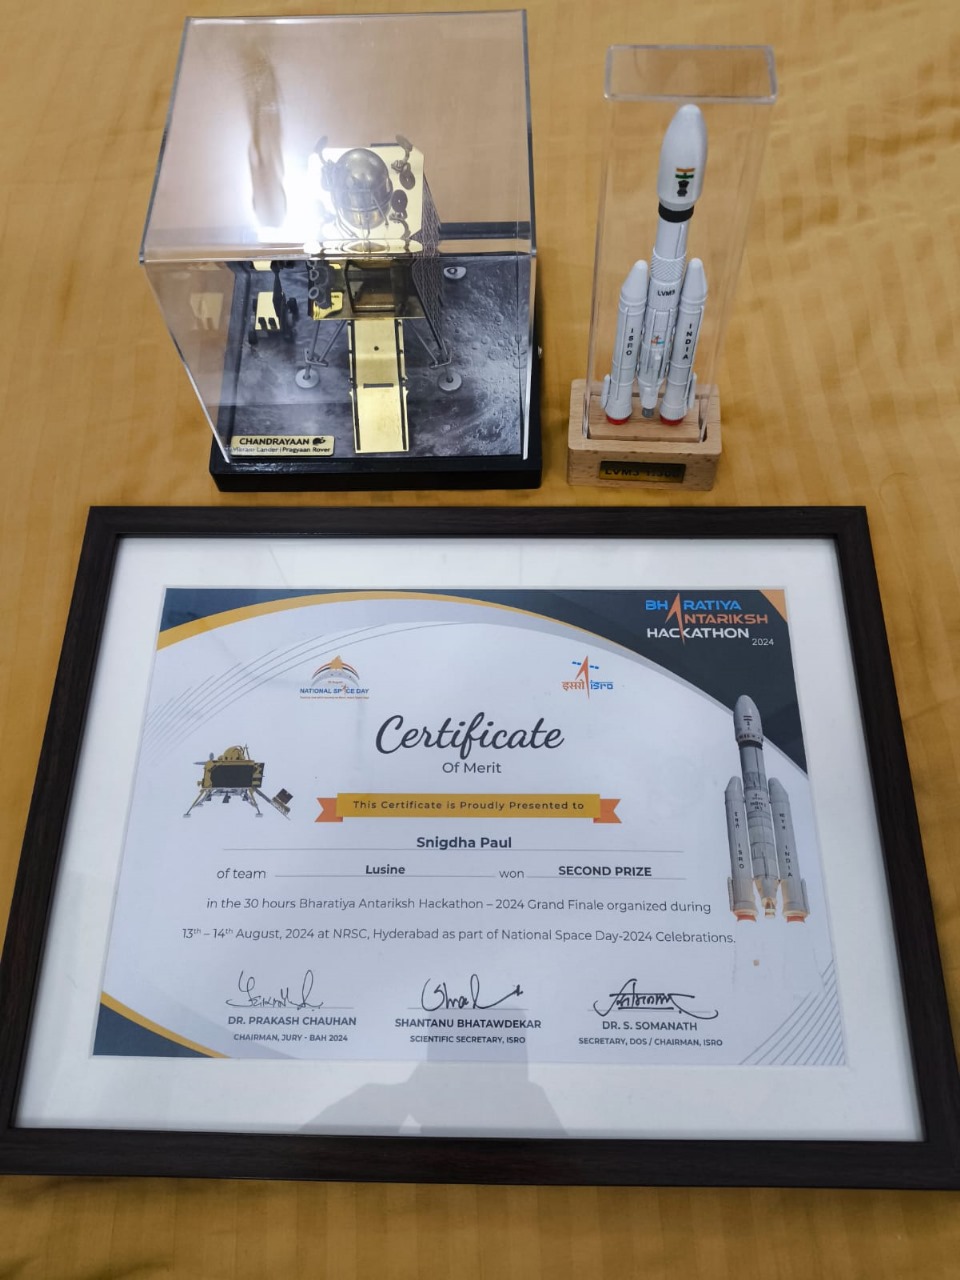 LVM3
ISRO
INDIA
CHANDRAYAAN
Vikram Lander | Pragyaan Rover
BHARATIYA
ANTARIKSH
HACKATHON
2024
NATIONAL SPACE DAY
इसरो isro
Certificate
Of Merit
This Certificate is Proudly Presented to
Snigdha Paul
of team Lusine won SECOND PRIZE
in the 30 hours Bharatiya Antariksh Hackathon – 2024 Grand Finale organized during
13th – 14th August, 2024 at NRSC, Hyderabad as part of National Space Day-2024 Celebrations.
DR. PRAKASH CHAUHAN
CHAIRMAN, JURY - BAH 2024
SHANTANU BHATAWDEKAR
SCIENTIFIC SECRETARY, ISRO
DR. S. SOMANATH
SECRETARY, DOS / CHAIRMAN, ISRO
ISRO
INDIA